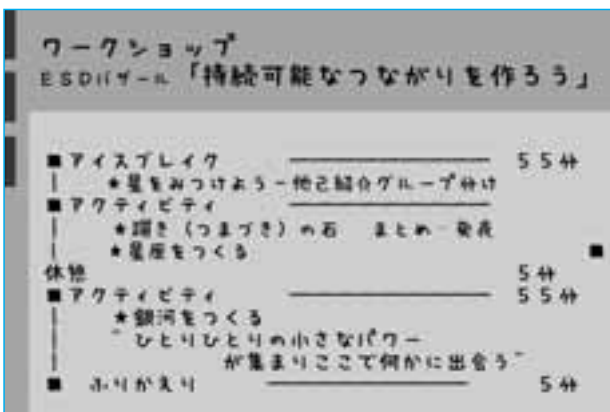 ワークショップ
ESDバザール「持続可能なつながりを作ろう」
■アイスブレイク ――――― 55分
★星をみつけよう－他己紹介グループ分け
■アクティビティ ―――――
★躓き（つまづき）の石 まとめ－発表
★星座をつくる
休憩 5分
■アクティビティ ――――― 55分
★銀河をつくる
"ひとりひとりの小さなパワー
が集まりここで何かに出会う"
■ ふりかえり ――――― 5分